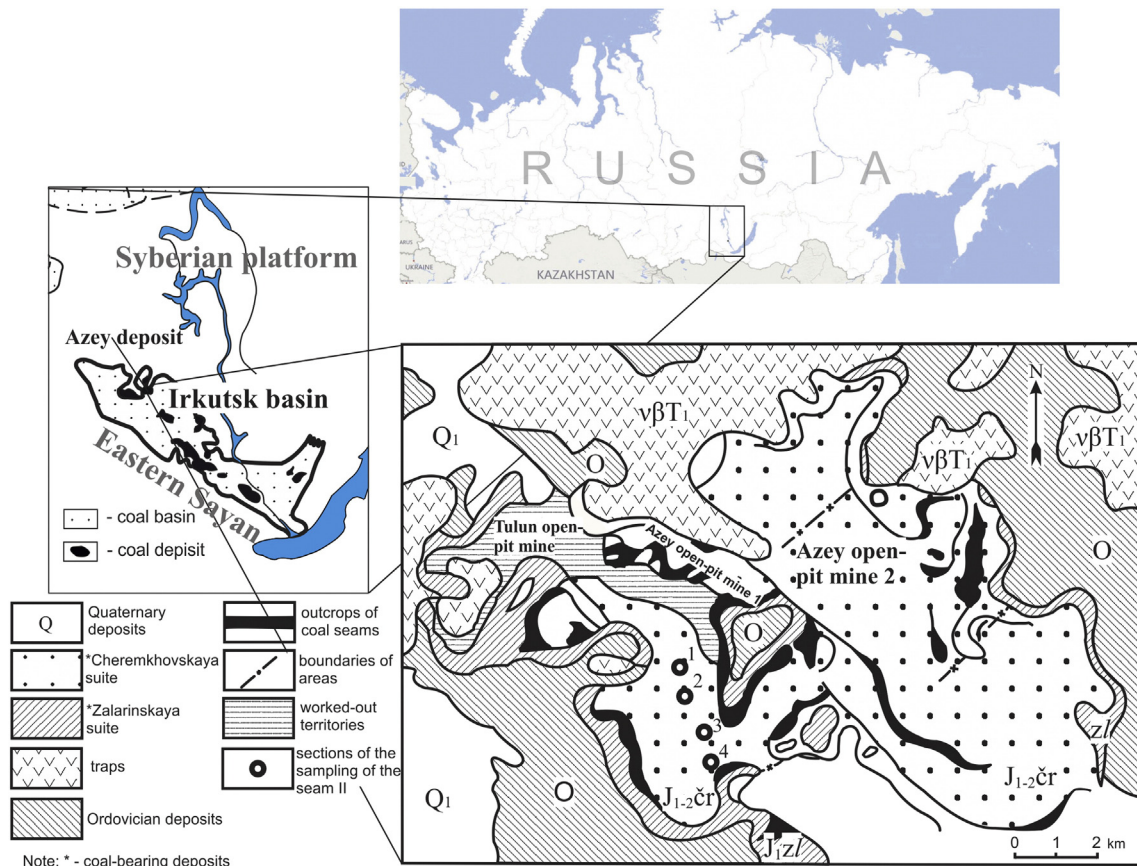 RUSSIA
UKRAINE
KAZAKHSTAN
Syberian platform
Azey deposit
Irkutsk basin
Eastern Sayan
- coal basin
- coal depisit
Q
Quaternary
deposits
*Cheremkhovskaya
suite
*Zalarinskaya
suite
traps
Ordovician deposits
outcrops of
coal seams
boundaries of
areas
worked-out
territories
sections of the
sampling of the
seam II
Note: * - coal-bearing deposits
N
νβT1
νβT1
νβT1
Q1
O
Tulun open-
pit mine
Azey open-pit mine 1
Azey open-
pit mine 2
O
O
1
2
3
4
zl
Q1
O
J1-2čr
J1-2čr
J1zl
0 1 2 km